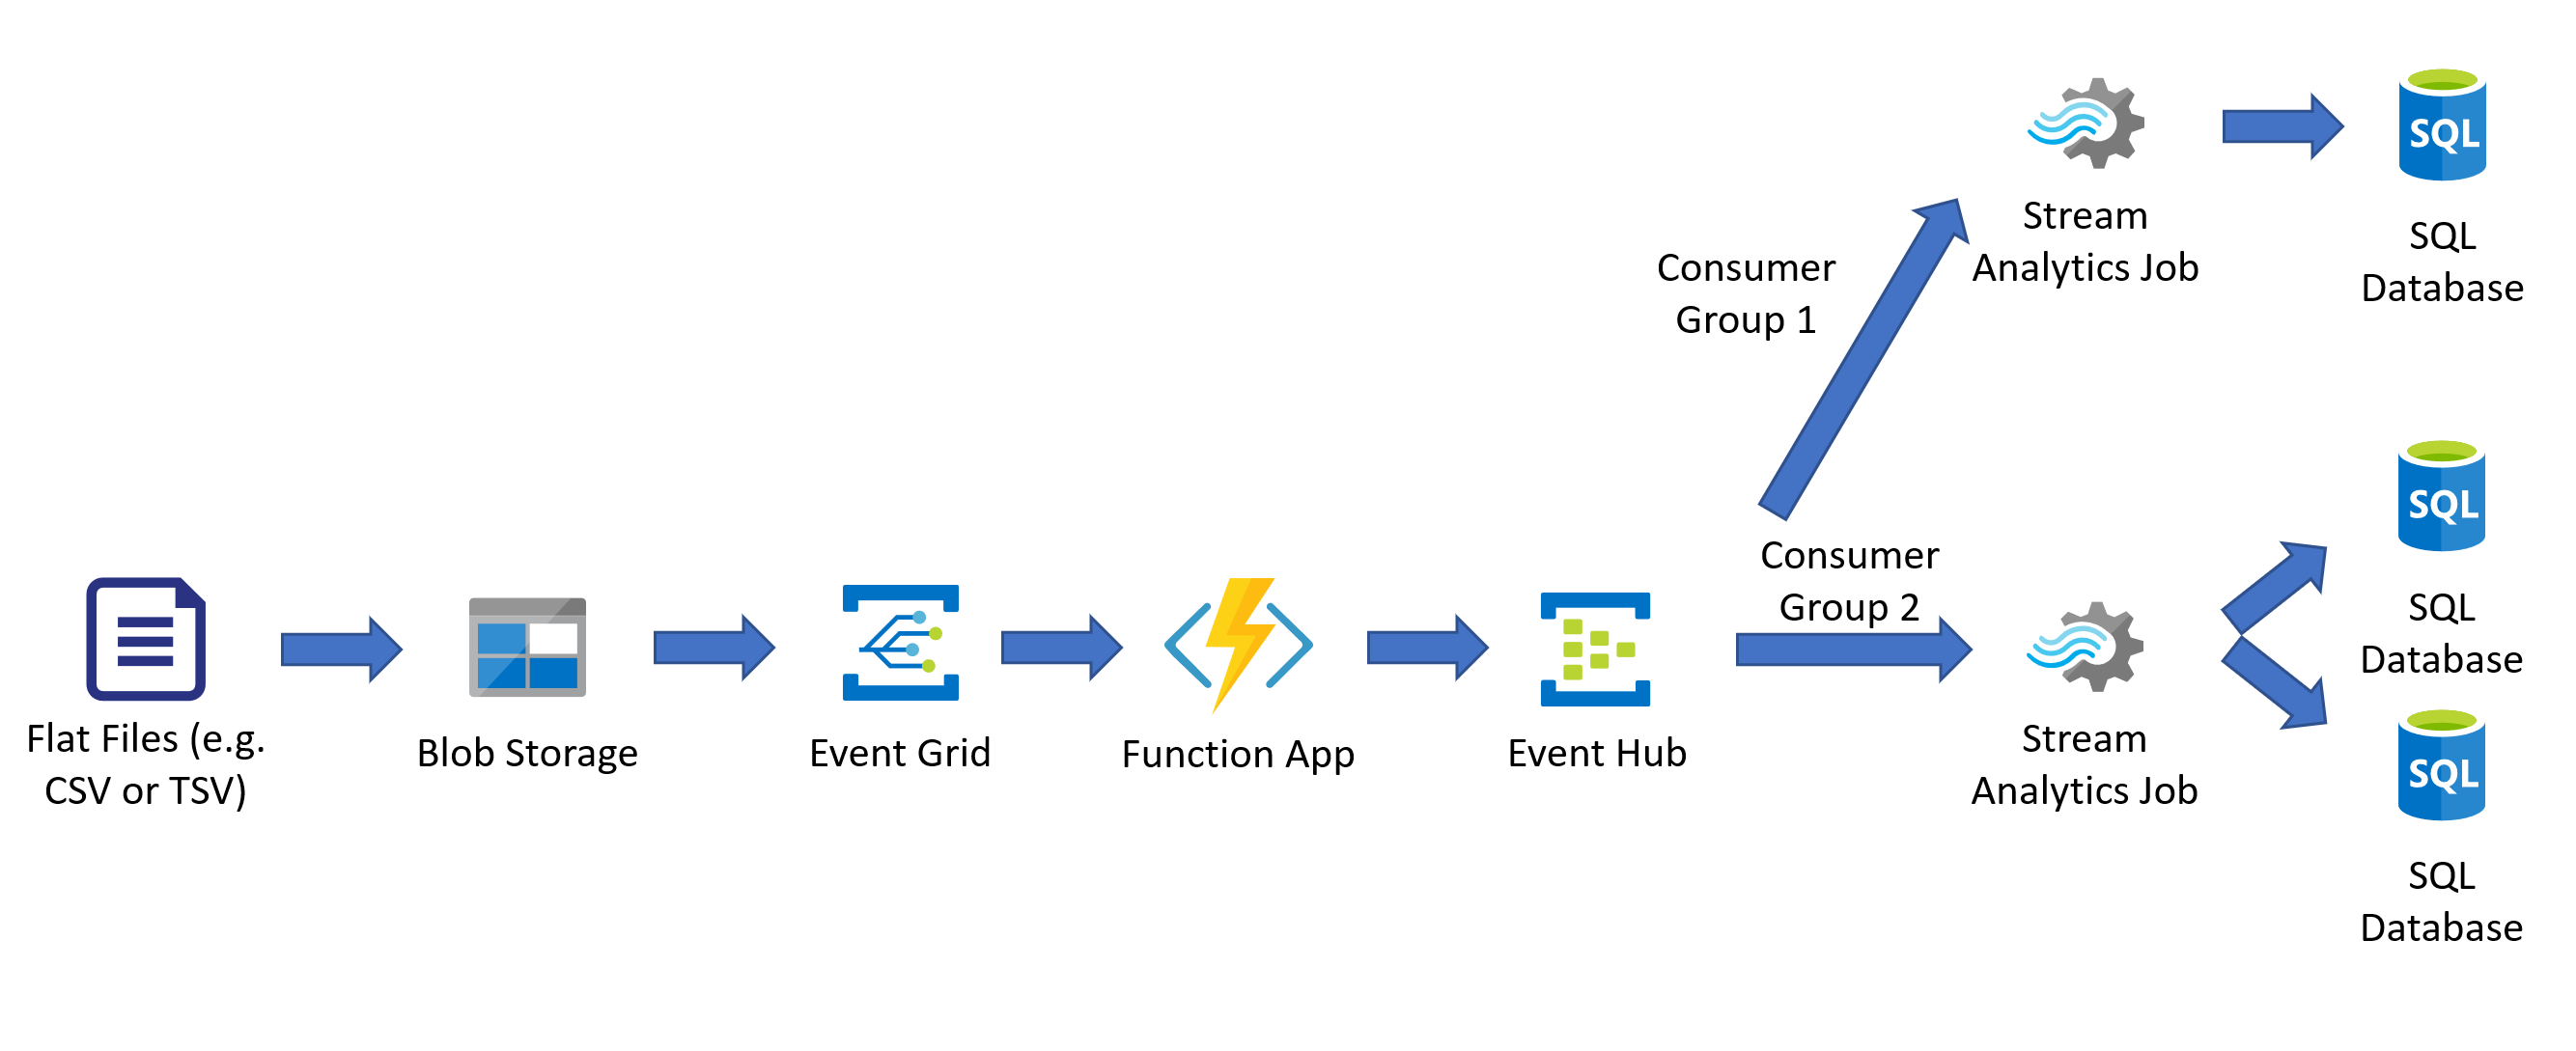 Flat Files (e.g.
CSV or TSV)
Blob Storage
Event Grid
Function App
Event Hub
Consumer
Group 1
Consumer
Group 2
Stream
Analytics Job
SQL
SQL
Database
Stream
Analytics Job
SQL
SQL
Database
SQL
SQL
Database